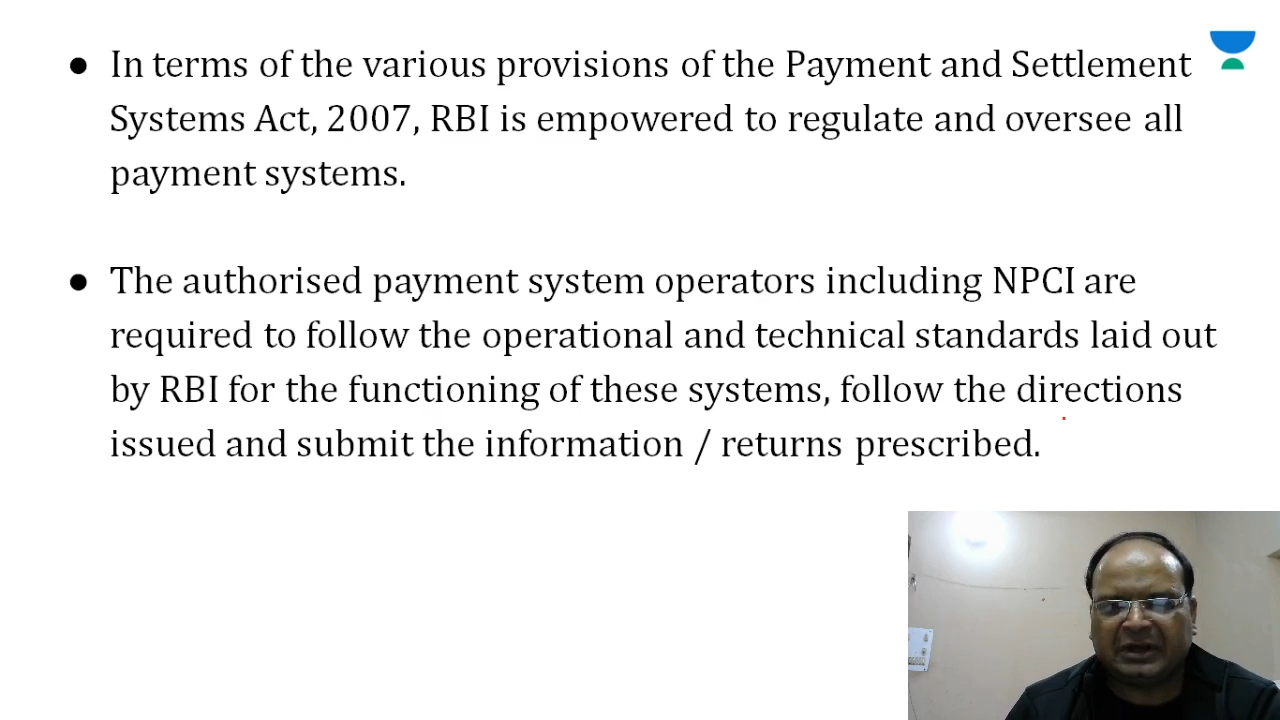 ● In terms of the various provisions of the Payment and Settlement
Systems Act, 2007, RBI is empowered to regulate and oversee all
payment systems.
● The authorised payment system operators including NPCI are
required to follow the operational and technical standards laid out
by RBI for the functioning of these systems, follow the directions
issued and submit the information / returns prescribed.